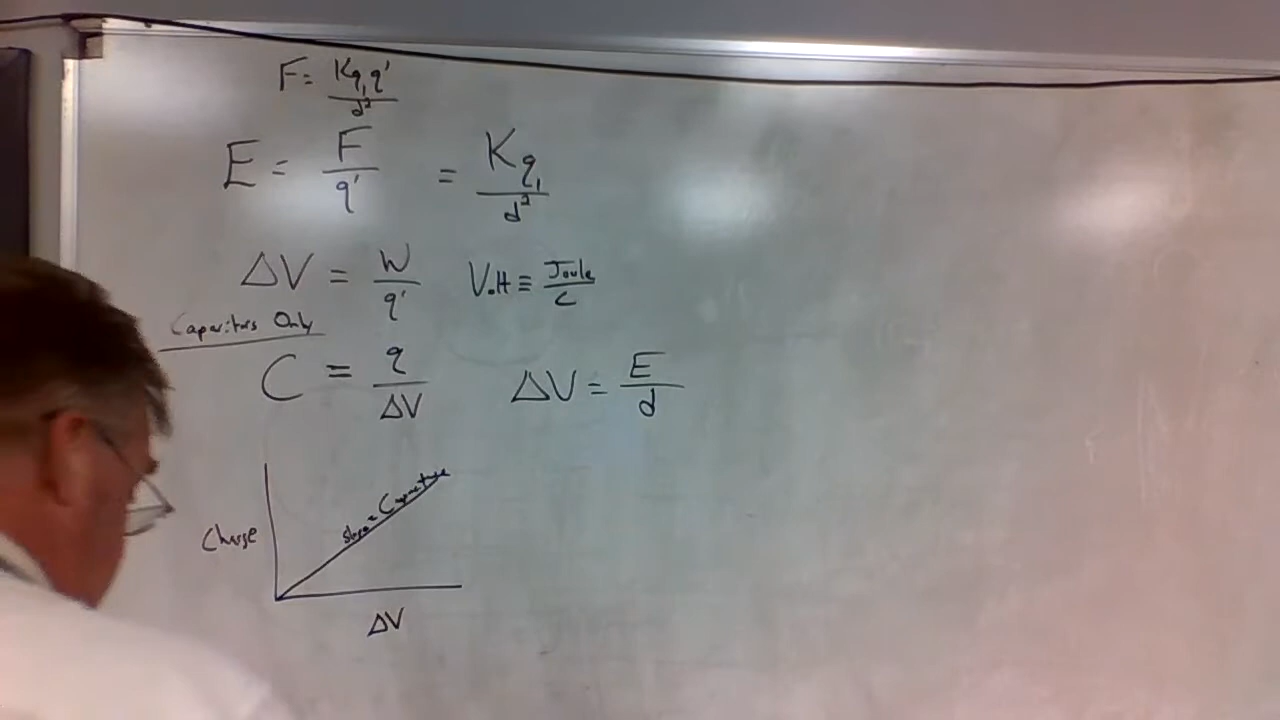 F = Kq₁q' / d²
E = F / q' = Kq₁ / d²
ΔV = W / q' Volt ≡ Joule / C
Capacitors Only
C = q / ΔV ΔV = E / d
slope = Capacitance
Charge
ΔV